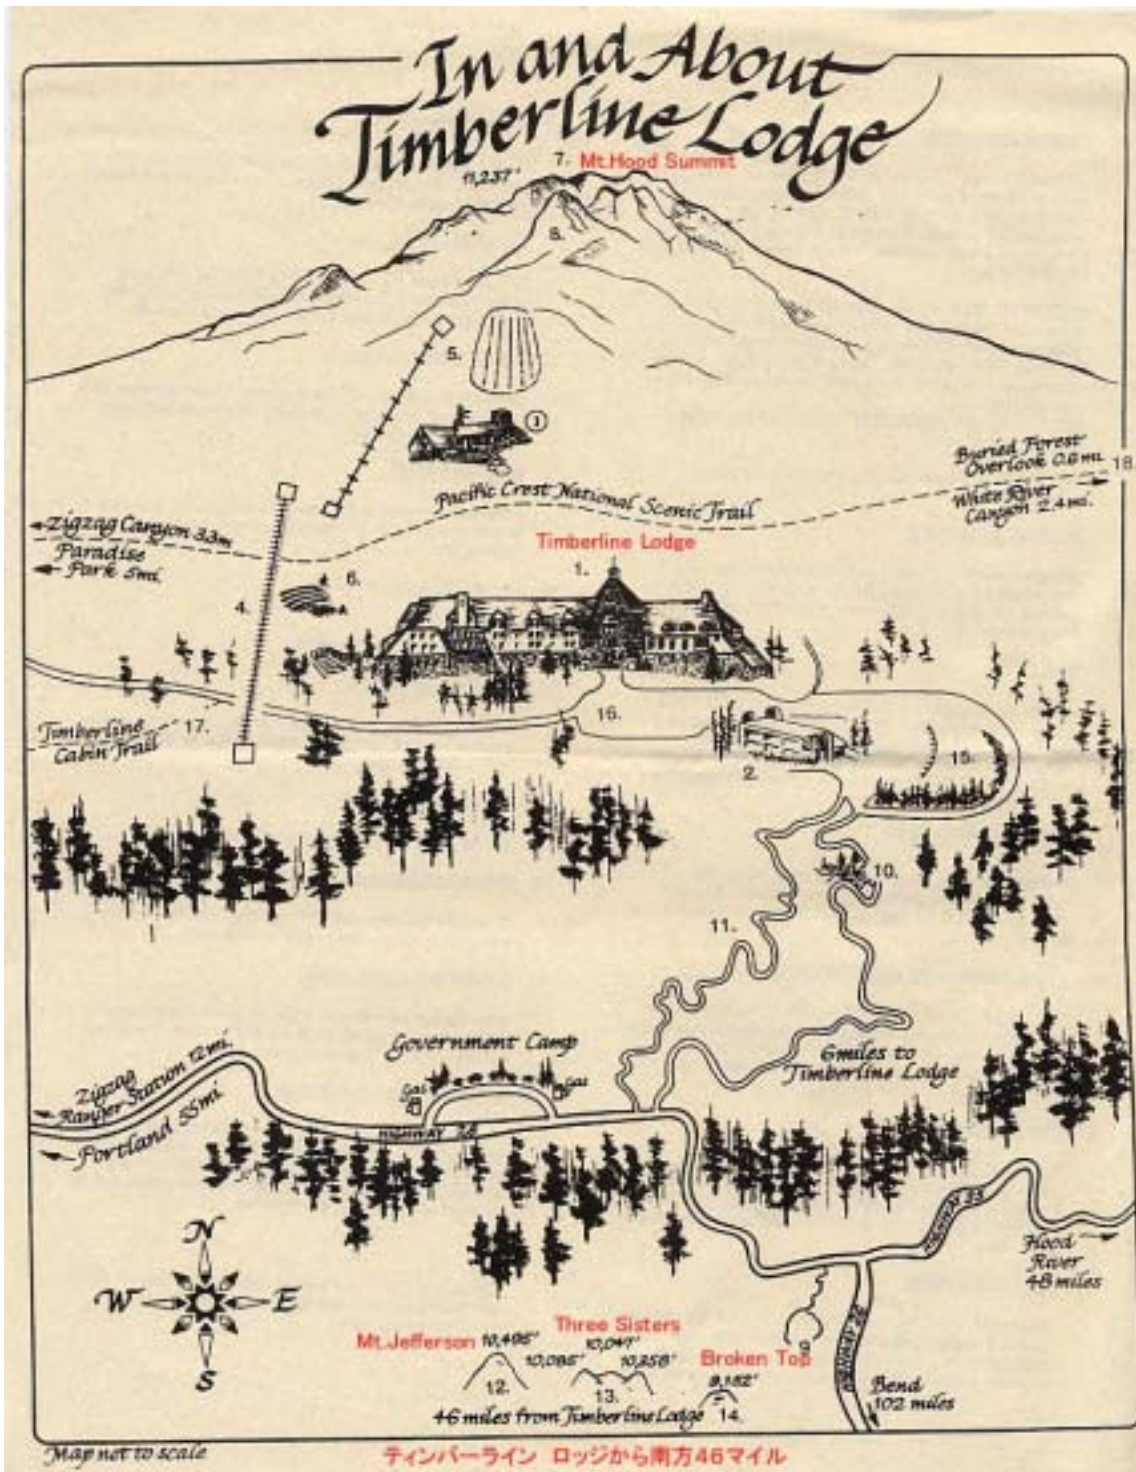 In and About
Timberline Lodge
7. Mt.Hood Summit
11,237'
8.
5.
3
Buried Forest
Overlook 0.6 mi.
18.
White River
Canyon 2.4 mi.
Pacific Crest National Scenic Trail
Zigzag Canyon 3.3m
Paradise
Park 5mi.
Timberline Lodge
1.
6.
4.
16.
17.
Timberline
Cabin Trail
2.
15.
10.
11.
Government Camp
Gas
Gas
6 miles to
Timberline Lodge
Zigzag
Ranger Station 12 mi.
Portland 55 mi.
HIGHWAY 26
HIGHWAY 35
Hood
River
48 miles
N
W E
S
Mt.Jefferson 10,495'
Three Sisters
10,047'
10,085' 10,358'
Broken Top
9,152'
9.
12.
13.
14.
46 miles from Timberline Lodge
Bend
102 miles
Map not to scale
ティンバーライン ロッジから南方46マイル